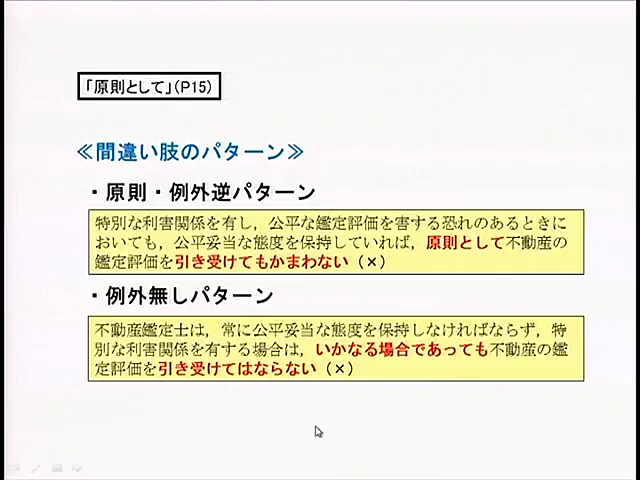 「原則として」(P15)
≪間違い肢のパターン≫
・原則・例外逆パターン
特別な利害関係を有し，公平な鑑定評価を害する恐れのあるときに
おいても，公平妥当な態度を保持していれば，原則として不動産の
鑑定評価を引き受けてもかまわない（×）
・例外無しパターン
不動産鑑定士は，常に公平妥当な態度を保持しなければならず，特
別な利害関係を有する場合は，いかなる場合であっても不動産の鑑
定評価を引き受けてはならない（×）